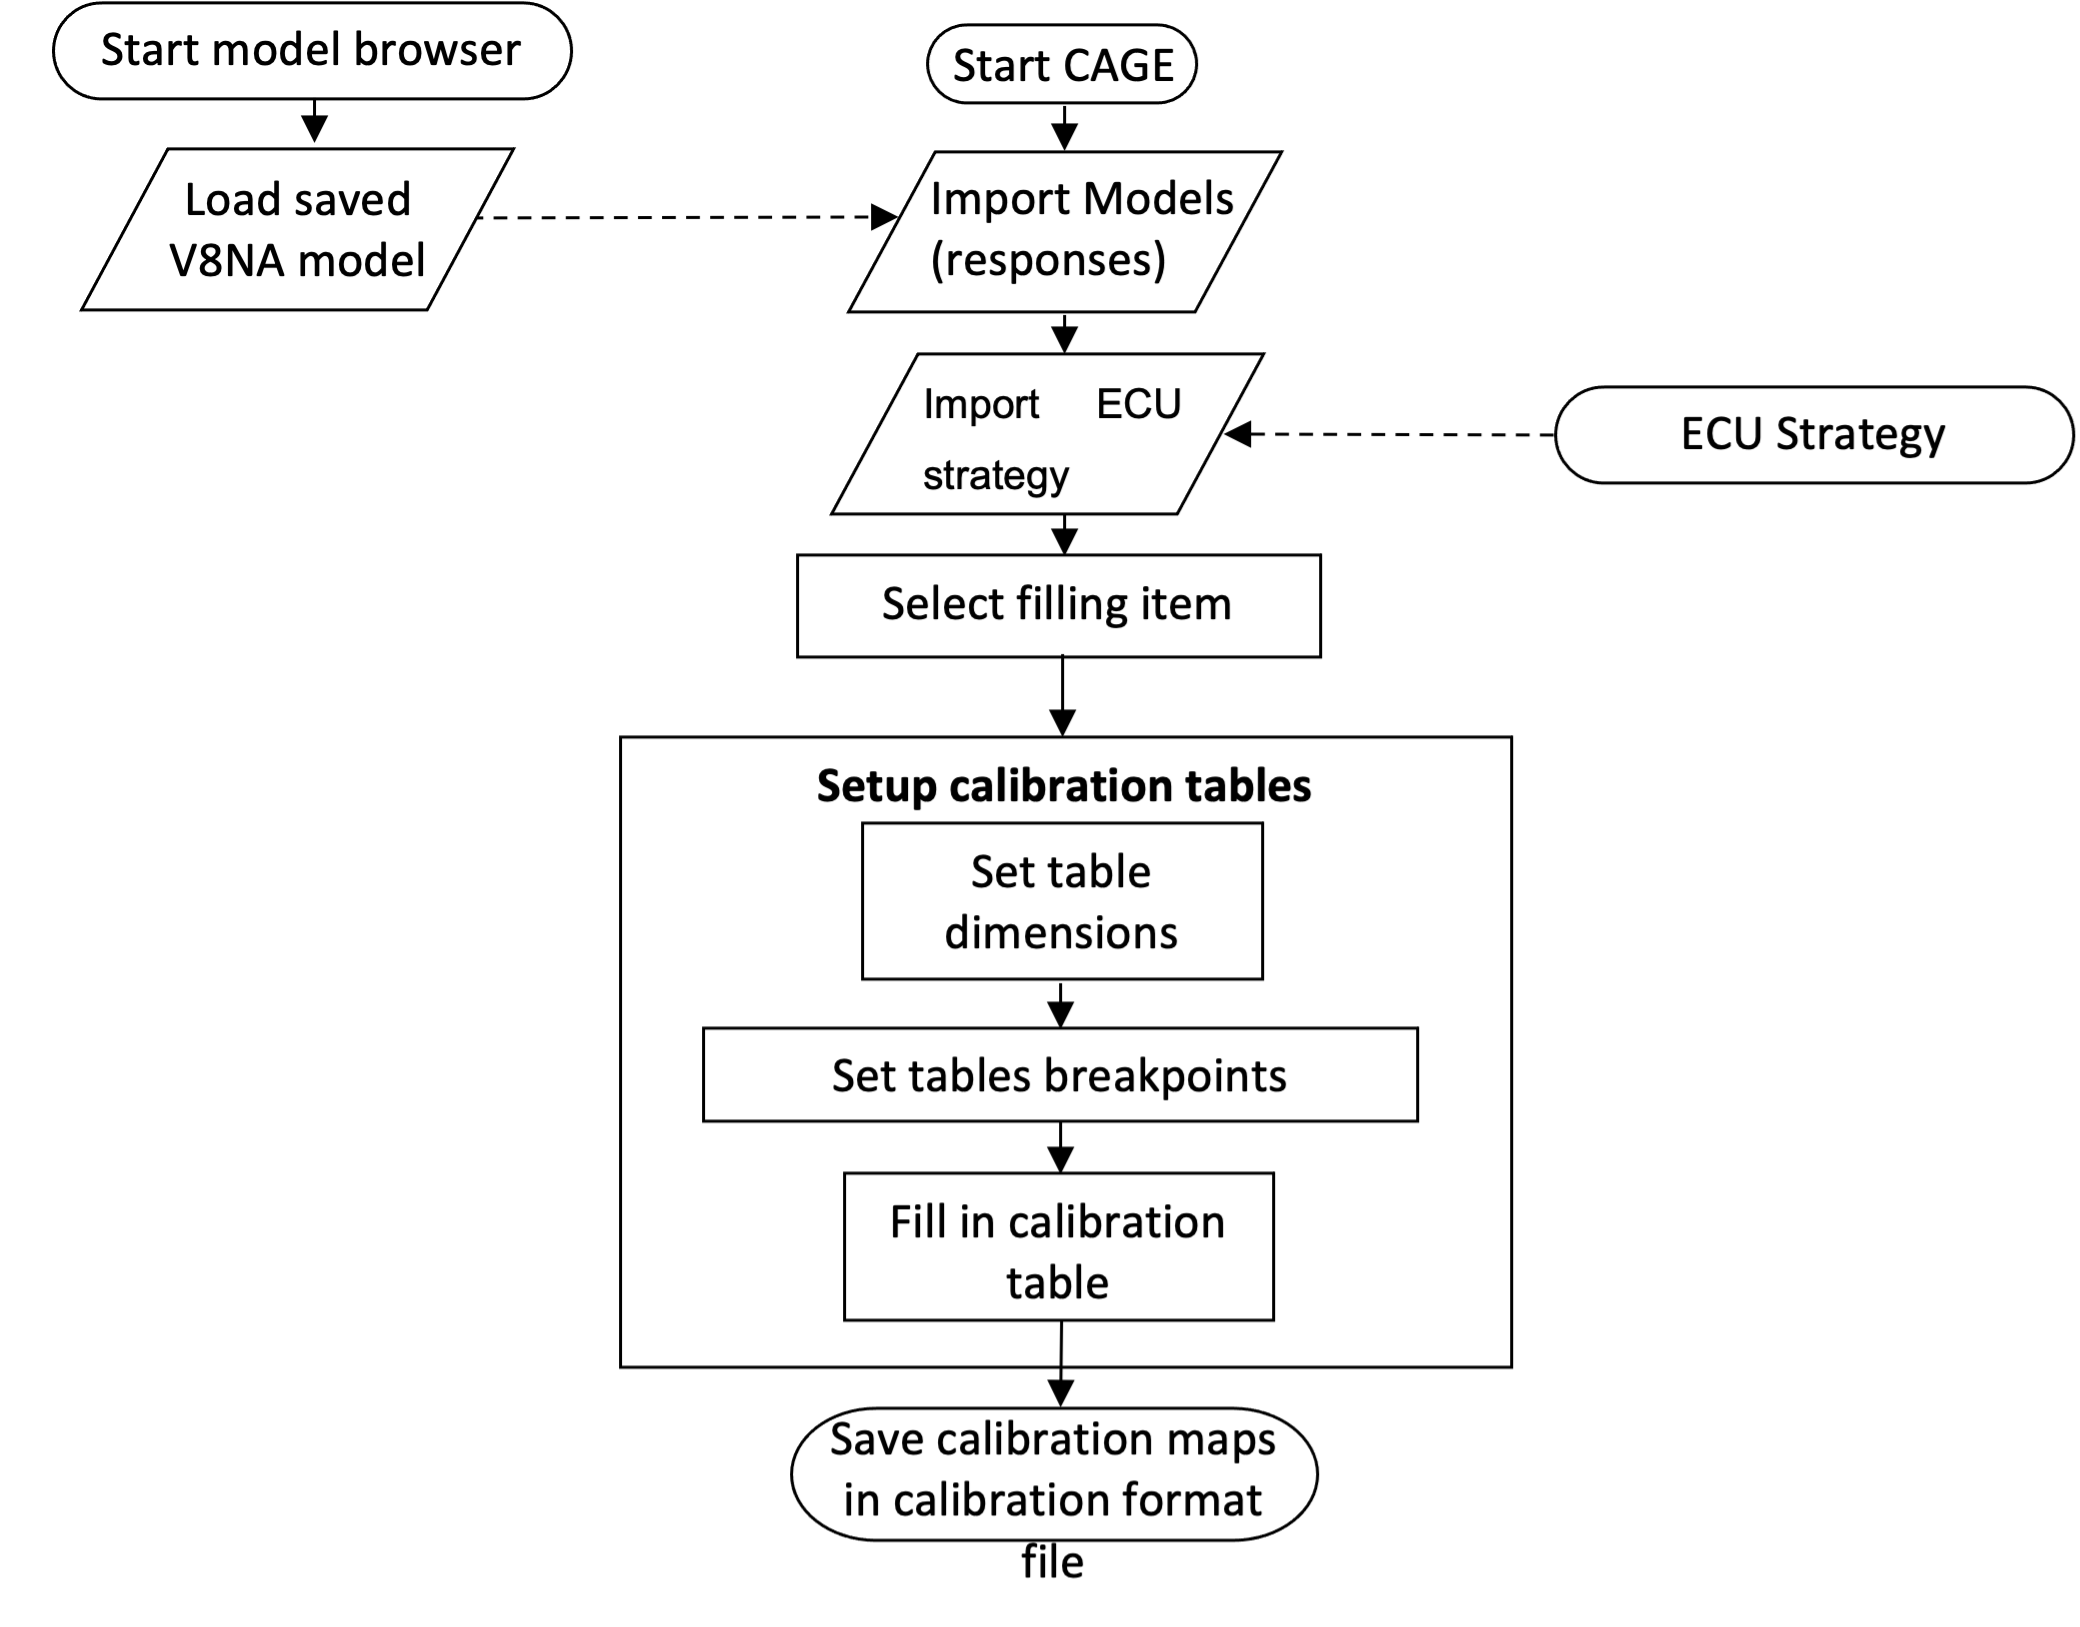 Start model browser
Start CAGE
Load saved
V8NA model
Import Models
(responses)
Import ECU
strategy
ECU Strategy
Select filling item
Setup calibration tables
Set table
dimensions
Set tables breakpoints
Fill in calibration
table
Save calibration maps
in calibration format
file